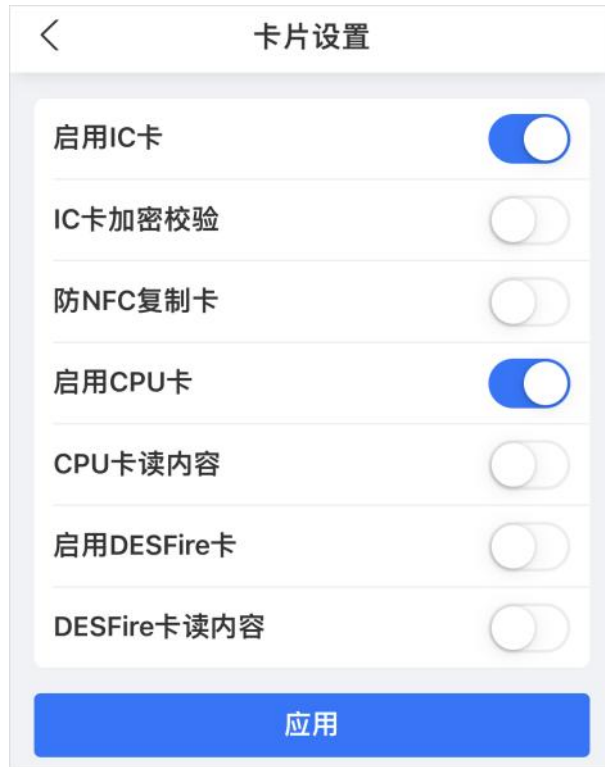 卡片设置
启用IC卡
IC卡加密校验
防NFC复制卡
启用CPU卡
CPU卡读内容
启用DESFire卡
DESFire卡读内容
应用